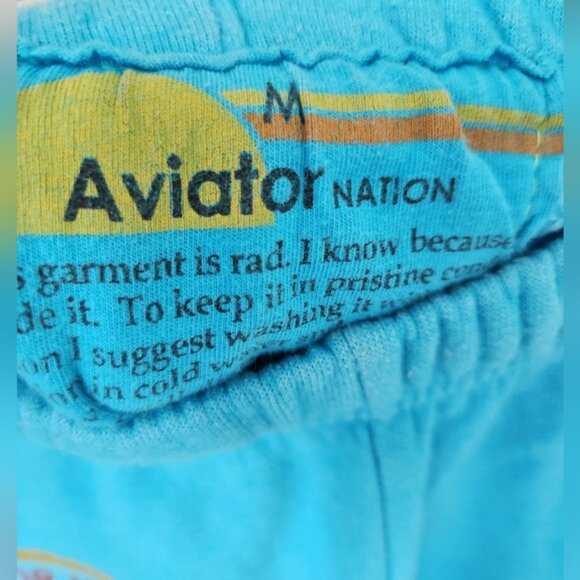 M
Aviator NATION
garment is rad. I know because
it. To keep it in pristine
I suggest washing it
in cold